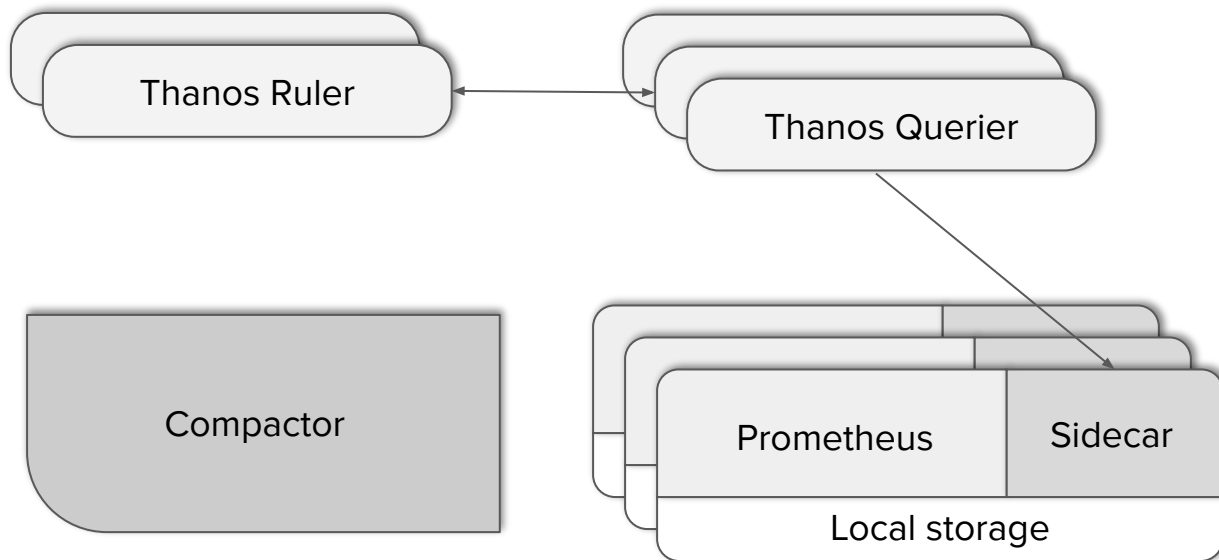 Thanos Ruler
Thanos Querier
Compactor
Prometheus
Sidecar
Local storage